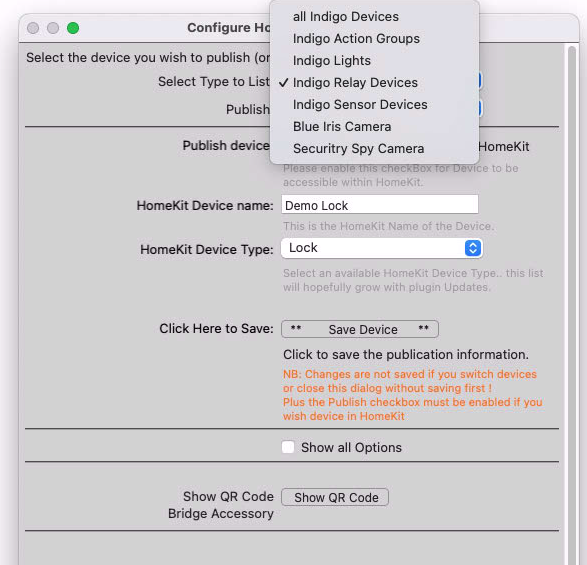 Configure Ho
all Indigo Devices
Indigo Action Groups
Indigo Lights
✓ Indigo Relay Devices
Indigo Sensor Devices
Blue Iris Camera
Securitry Spy Camera
Select the device you wish to publish (or
Select Type to List
Publish
Publish device HomeKit
Please enable this checkBox for Device to be
accessible within HomeKit.
HomeKit Device name: Demo Lock
This is the HomeKit Name of the Device.
HomeKit Device Type: Lock
Select an available HomeKit Device Type.. this list
will hopefully grow with plugin Updates.
Click Here to Save: ** Save Device **
Click to save the publication information.
NB: Changes are not saved if you switch devices
or close this dialog without saving first !
Plus the Publish checkbox must be enabled if you
wish device in HomeKit
Show all Options
Show QR Code Show QR Code
Bridge Accessory